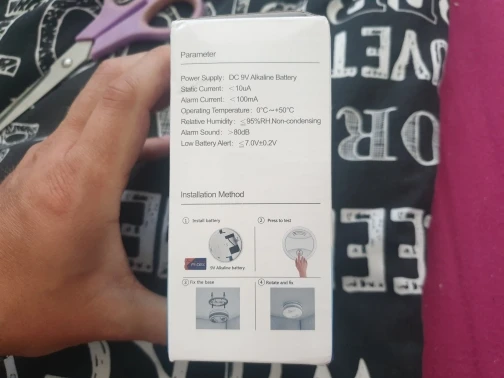 Parameter
Power Supply: DC 9V Alkaline Battery
Static Current: <10uA
Alarm Current: <100mA
Operating Temperature: 0°C~+50°C
Relative Humidity: ≤95%RH.Non-condensing
Alarm Sound: >80dB
Low Battery Alert: ≤7.0V±0.2V
Installation Method
① Install battery
② Press to test
9V Alkaline battery
③ Fix the base
④ Rotate and fix